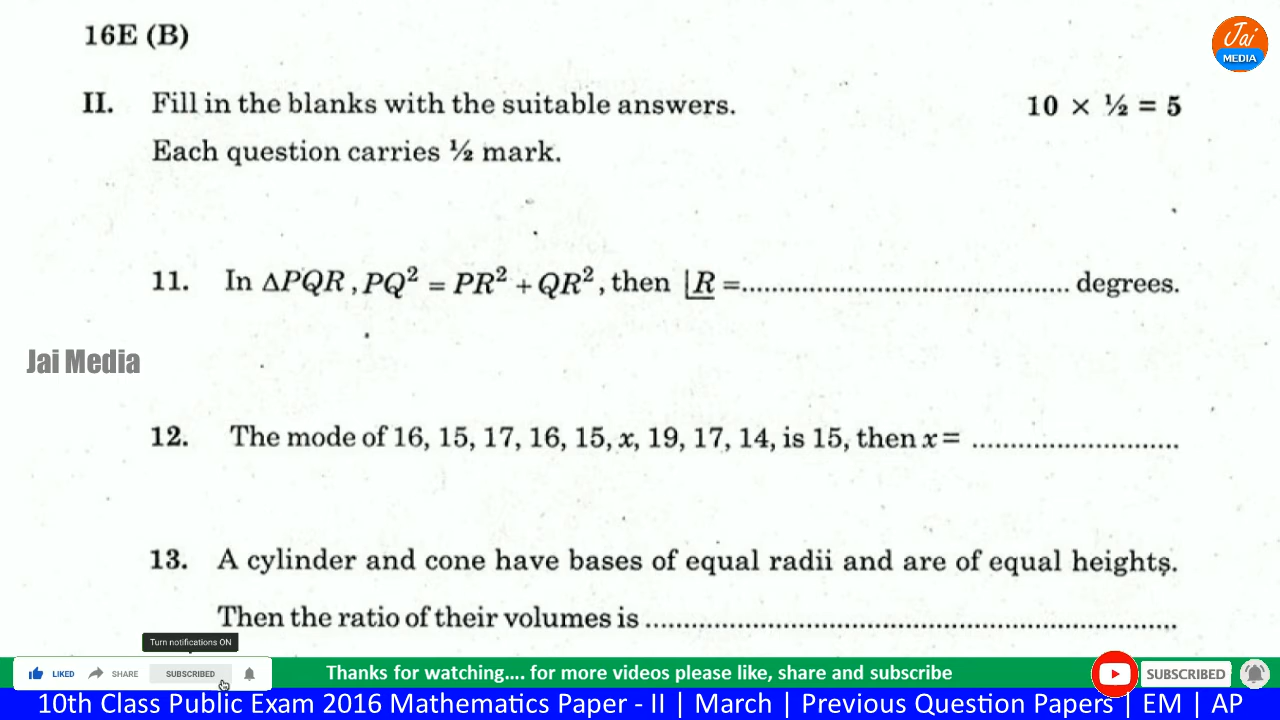 16E (B)
Jai
MEDIA
II. Fill in the blanks with the suitable answers. 10 × ½ = 5
Each question carries ½ mark.
11. In ΔPQR, PQ² = PR² + QR², then ∠R = ............................................ degrees.
Jai Media
12. The mode of 16, 15, 17, 16, 15, x, 19, 17, 14, is 15, then x = ............................
13. A cylinder and cone have bases of equal radii and are of equal heights.
Then the ratio of their volumes is ........................................................................
Turn notifications ON
LIKED SHARE SUBSCRIBED
Thanks for watching.... for more videos please like, share and subscribe
SUBSCRIBED
10th Class Public Exam 2016 Mathematics Paper - II | March | Previous Question Papers | EM | AP